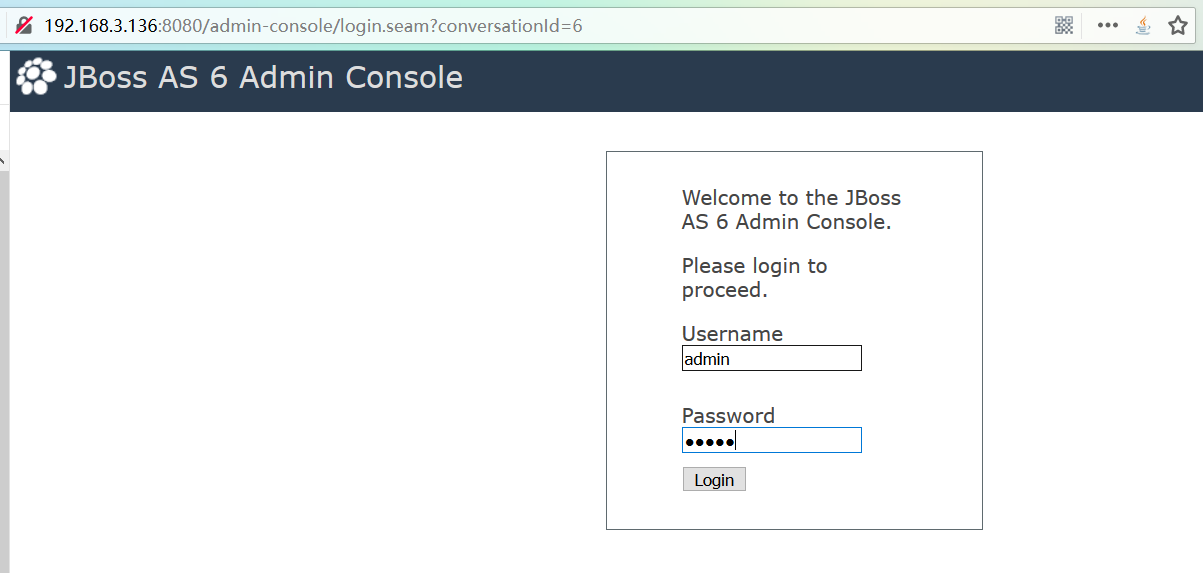 192.168.3.136:8080/admin-console/login.seam?conversationId=6
JBoss AS 6 Admin Console
Welcome to the JBoss
AS 6 Admin Console.
Please login to
proceed.
Username
admin
Password
●●●●●
Login